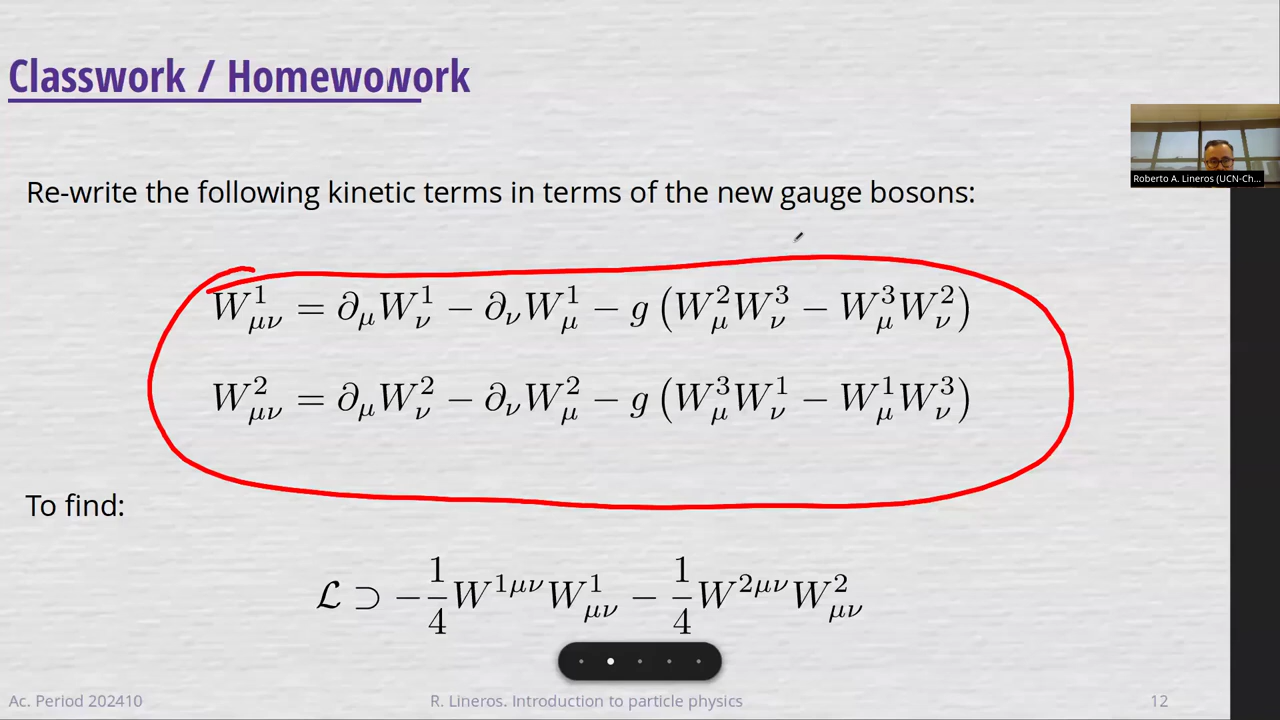 Classwork / Homewowork
Roberto A. Lineros (UCN-Ch...
Re-write the following kinetic terms in terms of the new gauge bosons:
W^1_{μν} = ∂_μ W^1_ν − ∂_ν W^1_μ − g (W^2_μ W^3_ν − W^3_μ W^2_ν)
W^2_{μν} = ∂_μ W^2_ν − ∂_ν W^2_μ − g (W^3_μ W^1_ν − W^1_μ W^3_ν)
To find:
ℒ ⊃ −\frac{1}{4} W^{1μν} W^1_{μν} − \frac{1}{4} W^{2μν} W^2_{μν}
Ac. Period 202410 R. Lineros. Introduction to particle physics 12